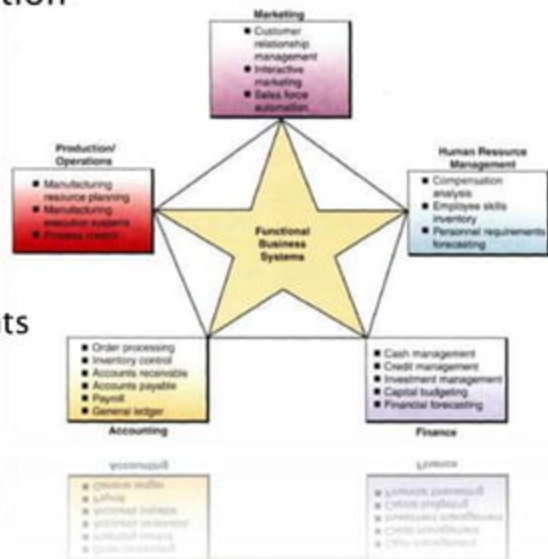 Marketing
Customer
relationship
management
Interactive
marketing
Sales force
automation
Production/
Operations
Manufacturing
resource planning
Manufacturing
execution systems
Process control
Human Resource
Management
Compensation
analysis
Employee skills
inventory
Personnel requirements
forecasting
Functional
Business
Systems
Order processing
Inventory control
Accounts receivable
Accounts payable
Payroll
General ledger
Accounting
Cash management
Credit management
Investment management
Capital budgeting
Financial forecasting
Finance